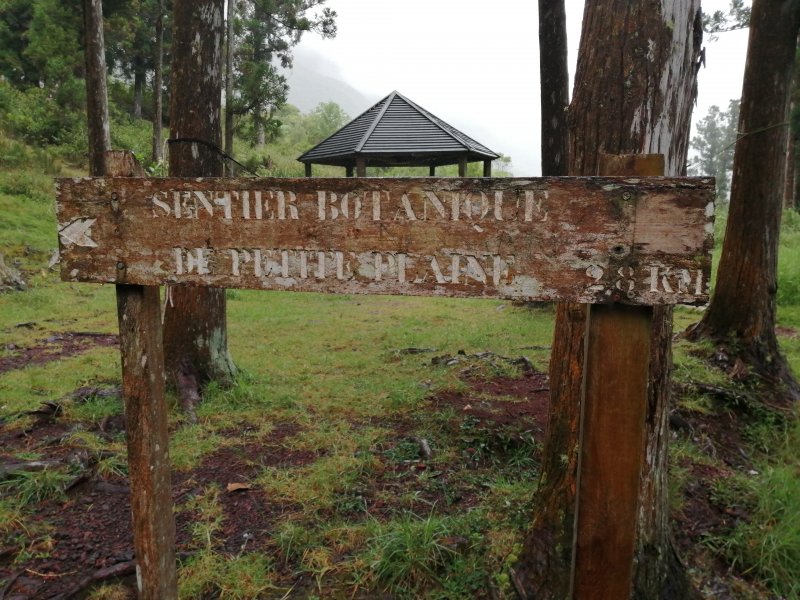 SENTIER BOTANIQUE
DE PETITE PLAINE 2.8 KM